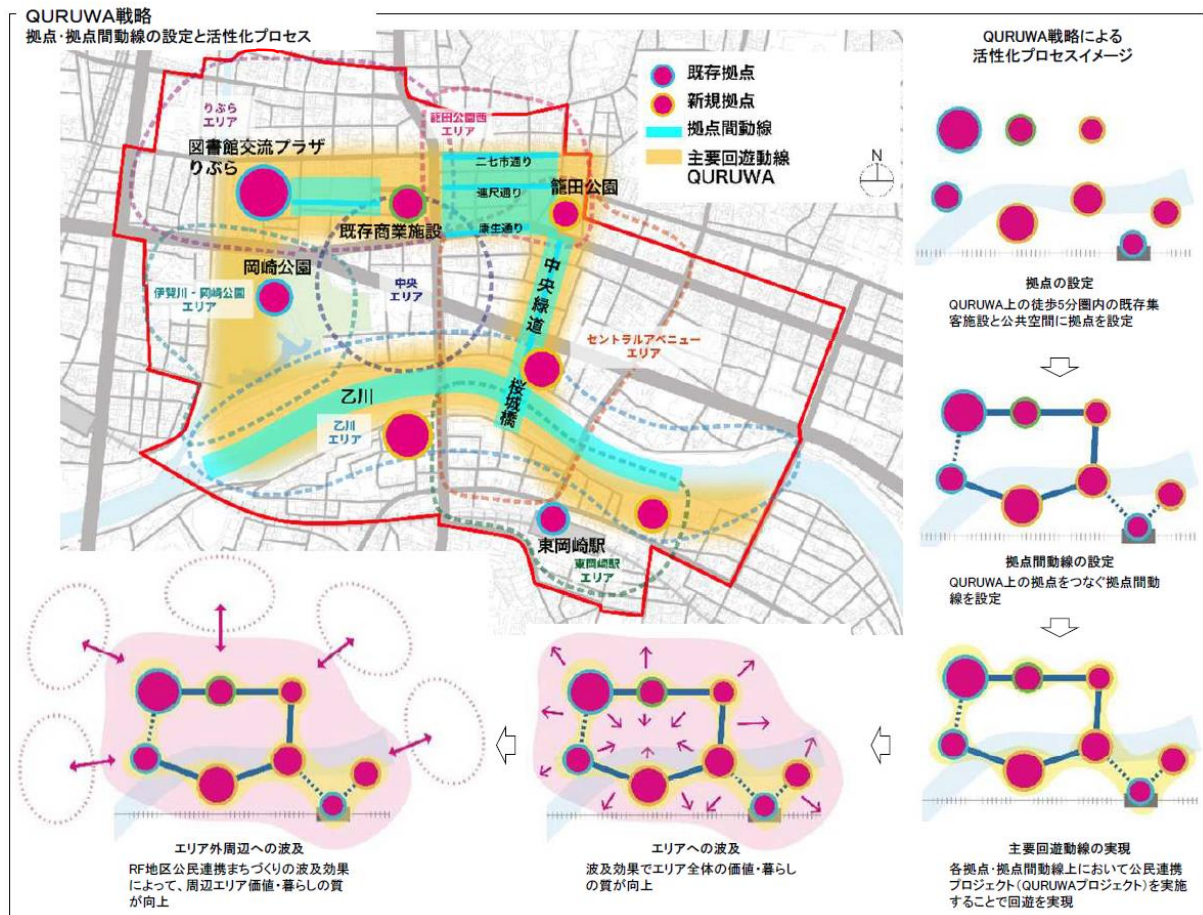 QURUWA戦略
拠点・拠点間動線の設定と活性化プロセス
既存拠点
新規拠点
拠点間動線
主要回遊動線
QURUWA
N
りぶら
エリア
籠田公園西
エリア
図書館交流プラザ
りぶら
二七市通り
連尺通り
康生通り
籠田公園
既存商業施設
岡崎公園
伊賀川・岡崎公園
エリア
中央
エリア
中央緑道
セントラルアベニュー
エリア
桜城橋
乙川
乙川
エリア
東岡崎駅
東岡崎駅
エリア
QURUWA戦略による
活性化プロセスイメージ
拠点の設定
QURUWA上の徒歩5分圏内の既存集
客施設と公共空間に拠点を設定
拠点間動線の設定
QURUWA上の拠点をつなぐ拠点間動
線を設定
主要回遊動線の実現
各拠点・拠点間動線上において公民連携
プロジェクト(QURUWAプロジェクト)を実施
することで回遊を実現
エリアへの波及
波及効果でエリア全体の価値・暮らし
の質が向上
エリア外周辺への波及
RF地区公民連携まちづくりの波及効果
によって、周辺エリア価値・暮らしの質
が向上